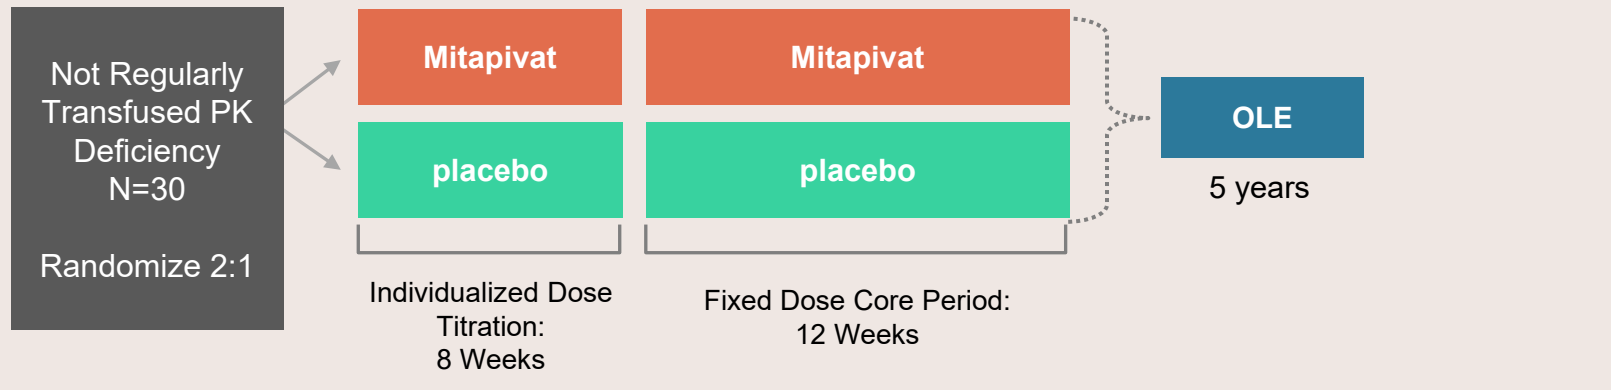 Not Regularly
Transfused PK
Deficiency
N=30
Randomize 2:1
Mitapivat
Mitapivat
placebo
placebo
OLE
5 years
Individualized Dose
Titration:
8 Weeks
Fixed Dose Core Period:
12 Weeks